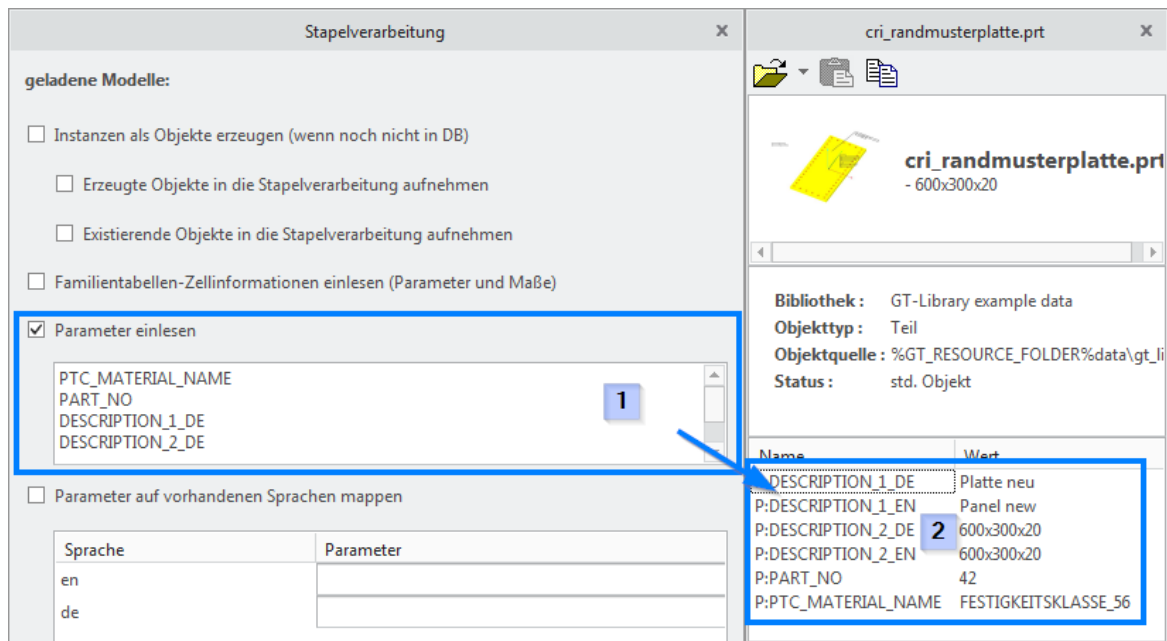 Stapelverarbeitung
geladene Modelle:
Instanzen als Objekte erzeugen (wenn noch nicht in DB)
Erzeugte Objekte in die Stapelverarbeitung aufnehmen
Existierende Objekte in die Stapelverarbeitung aufnehmen
Familientabellen-Zellinformationen einlesen (Parameter und Maße)
Parameter einlesen
PTC_MATERIAL_NAME
PART_NO
DESCRIPTION_1_DE
DESCRIPTION_2_DE
1
Parameter auf vorhandenen Sprachen mappen
Sprache Parameter
en
de
cri_randmusterplatte.prt
cri_randmusterplatte.prt
- 600x300x20
Bibliothek : GT-Library example data
Objekttyp : Teil
Objektquelle : %GT_RESOURCE_FOLDER%data\gt_li
Status : std. Objekt
Name Wert
P:DESCRIPTION_1_DE Platte neu
P:DESCRIPTION_1_EN Panel new
P:DESCRIPTION_2_DE 600x300x20
2
P:DESCRIPTION_2_EN 600x300x20
P:PART_NO 42
P:PTC_MATERIAL_NAME FESTIGKEITSKLASSE_56